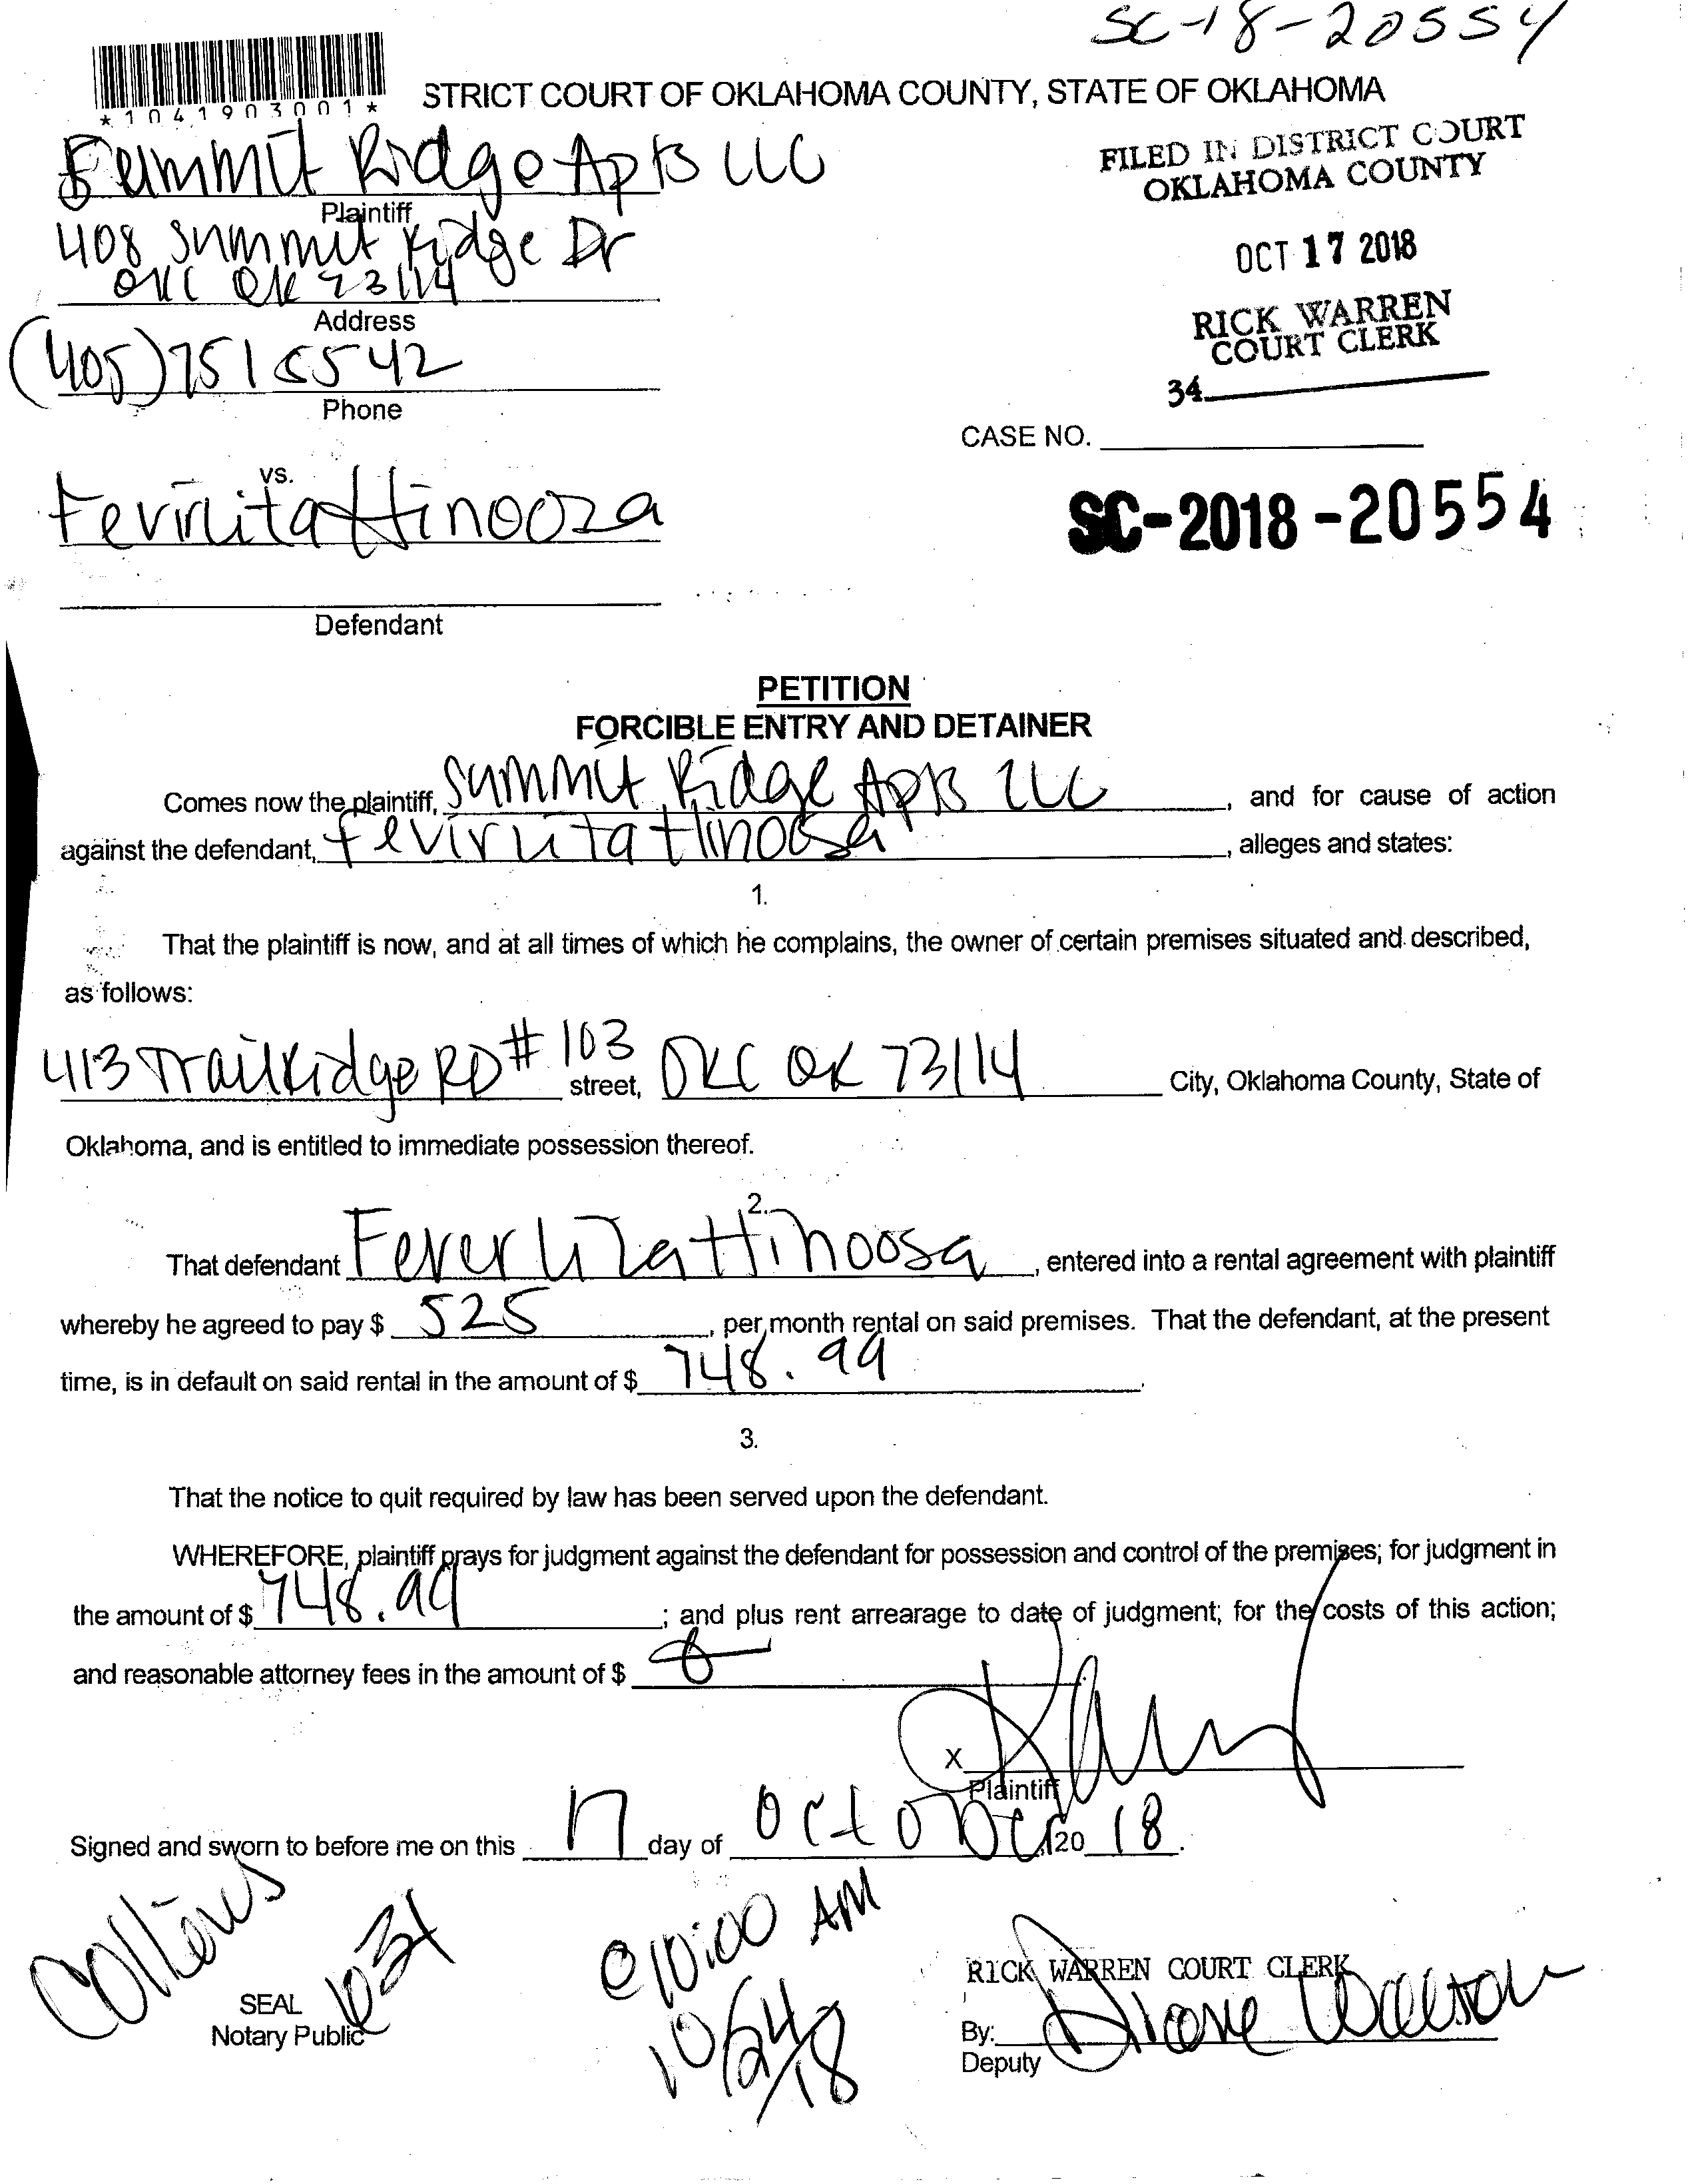 SC-18-20554
*1041903001*
STRICT COURT OF OKLAHOMA COUNTY, STATE OF OKLAHOMA
Summit Ridge Apts LLC
Plaintiff
408 Summit Ridge Dr
OKC OK 73114
Address
(405) 751 5542
Phone
FILED IN DISTRICT COURT
OKLAHOMA COUNTY
OCT 17 2018
RICK WARREN
COURT CLERK
34
CASE NO.
SC-2018-20554
vs.
Defendant
PETITION
FORCIBLE ENTRY AND DETAINER
Comes now the plaintiff, Summit Ridge Apts LLC, and for cause of action
against the defendant, , alleges and states:
1.
That the plaintiff is now, and at all times of which he complains, the owner of certain premises situated and described,
as follows:
413 Trail Ridge RD #103 street, OKC OK 73114 City, Oklahoma County, State of
Oklahoma, and is entitled to immediate possession thereof.
2.
That defendant , entered into a rental agreement with plaintiff
whereby he agreed to pay $ 525, per month rental on said premises. That the defendant, at the present
time, is in default on said rental in the amount of $ 748.99.
3.
That the notice to quit required by law has been served upon the defendant.
WHEREFORE, plaintiff prays for judgment against the defendant for possession and control of the premises; for judgment in
the amount of $ 748.99; and plus rent arrearage to date of judgment; for the costs of this action;
and reasonable attorney fees in the amount of $
X
Plaintiff
Signed and sworn to before me on this 17 day of October, 20 18.
Collins
1031
@ 10:00 AM
10/24/18
SEAL
Notary Public
RICK WARREN COURT CLERK
By: Diane
Deputy